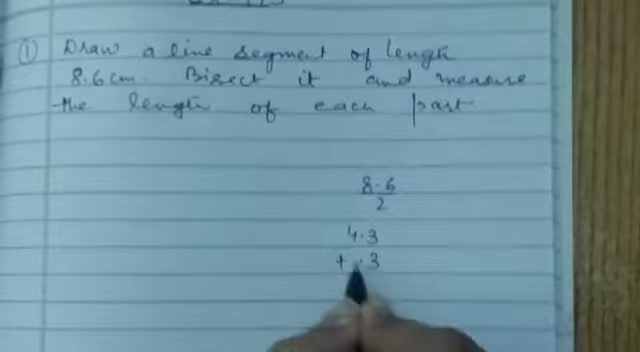 ① Draw a line segment of length
8.6 cm. Bisect it and measure
the length of each part
8.6
2
4.3
+ .3